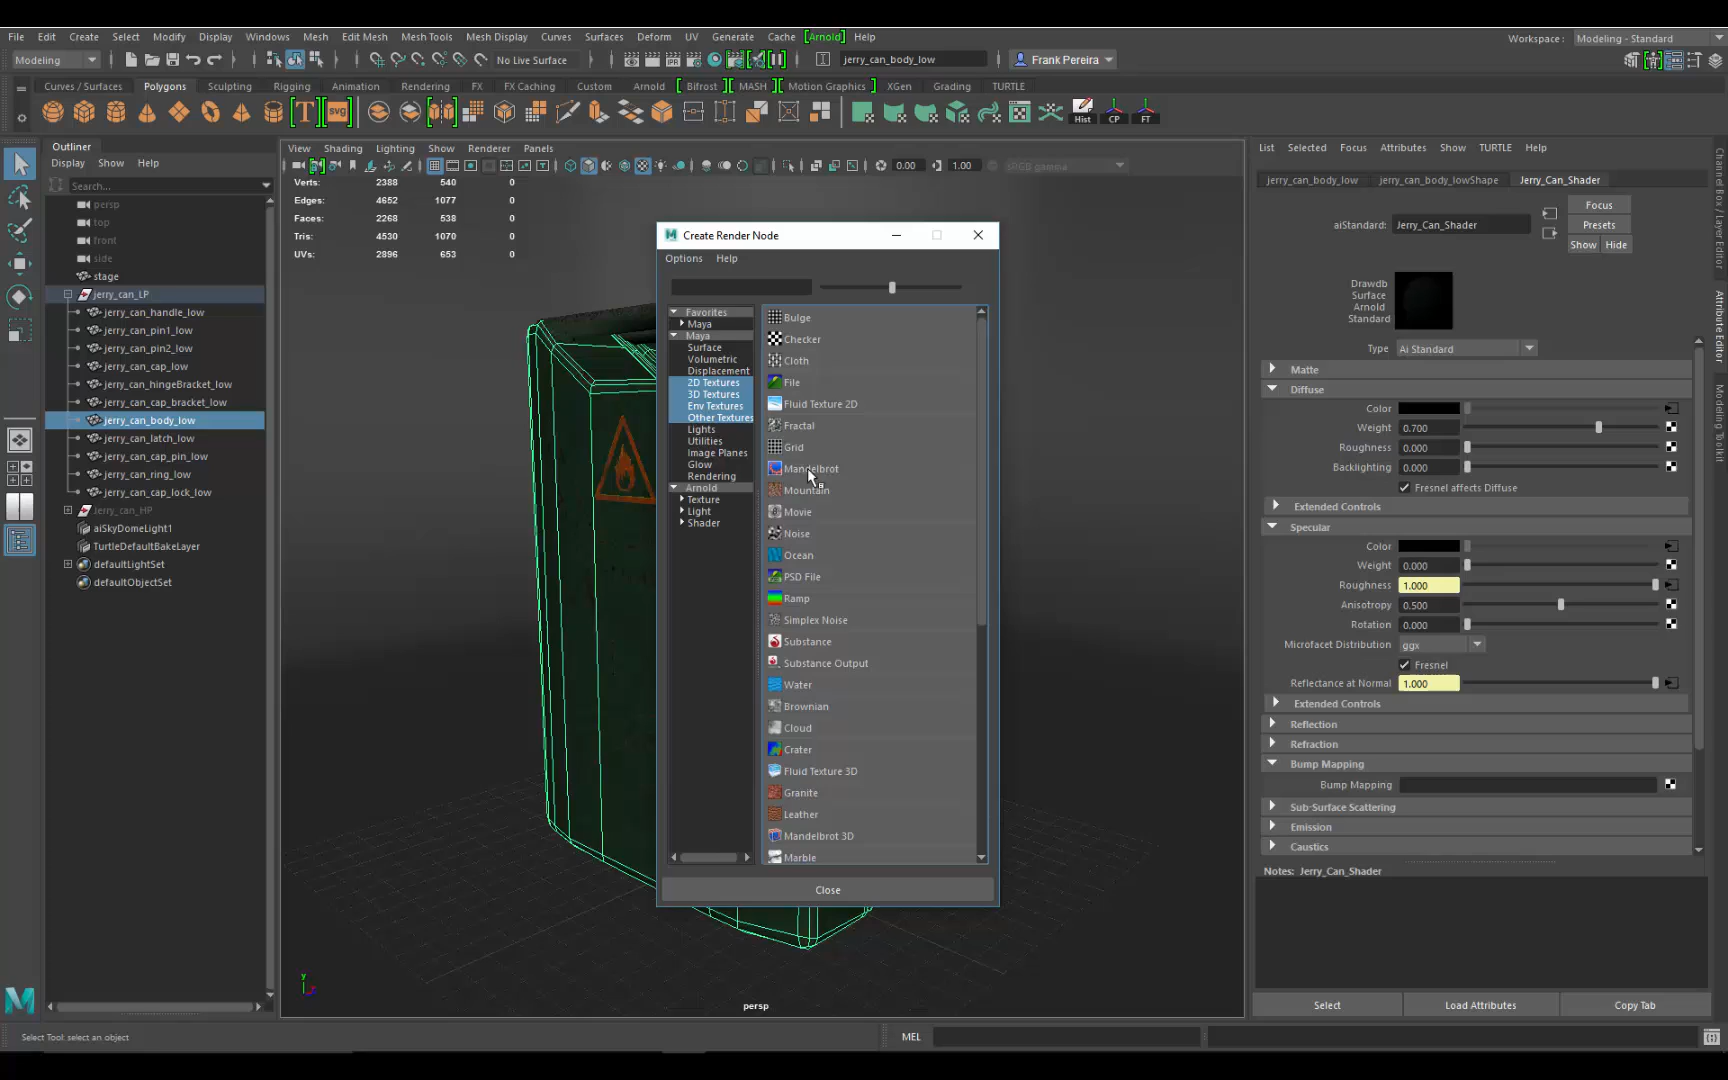 File Edit Create Select Modify Display Windows Mesh Edit Mesh Mesh Tools Mesh Display Curves Surfaces Deform UV Generate Cache [Arnold] Help
Workspace : Modeling - Standard
Modeling
No Live Surface
jerry_can_body_low
Frank Pereira
Curves / Surfaces Polygons Sculpting Rigging Animation Rendering FX FX Caching Custom Arnold Bifrost MASH Motion Graphics XGen Grading TURTLE
T svg Hist CP FT
Outliner
Display Show Help
Search...
persp
top
front
side
stage
jerry_can_LP
jerry_can_handle_low
jerry_can_pin1_low
jerry_can_pin2_low
jerry_can_cap_low
jerry_can_hingeBracket_low
jerry_can_cap_bracket_low
jerry_can_body_low
jerry_can_latch_low
jerry_can_cap_pin_low
jerry_can_ring_low
jerry_can_cap_lock_low
jerry_can_HP
aiSkyDomeLight1
TurtleDefaultBakeLayer
defaultLightSet
defaultObjectSet
View Shading Lighting Show Renderer Panels
0.00 1.00 sRGB gamma
Verts: 2388 540 0
Edges: 4652 1077 0
Faces: 2268 538 0
Tris: 4530 1070 0
UVs: 2896 653 0
persp
Create Render Node
Options Help
Favorites
Maya
Maya
Surface
Volumetric
Displacement
2D Textures
3D Textures
Env Textures
Other Textures
Lights
Utilities
Image Planes
Glow
Rendering
Arnold
Texture
Light
Shader
Bulge
Checker
Cloth
File
Fluid Texture 2D
Fractal
Grid
Mandelbrot
Mountain
Movie
Noise
Ocean
PSD File
Ramp
Simplex Noise
Substance
Substance Output
Water
Brownian
Cloud
Crater
Fluid Texture 3D
Granite
Leather
Mandelbrot 3D
Marble
Close
List Selected Focus Attributes Show TURTLE Help
jerry_can_body_low jerry_can_body_lowShape Jerry_Can_Shader
aiStandard: Jerry_Can_Shader
Focus
Presets
Show Hide
Drawdb
Surface
Arnold
Standard
Type Ai Standard
Matte
Diffuse
Color
Weight 0.700
Roughness 0.000
Backlighting 0.000
Fresnel affects Diffuse
Extended Controls
Specular
Color
Weight 0.000
Roughness 1.000
Anisotropy 0.500
Rotation 0.000
Microfacet Distribution ggx
Fresnel
Reflectance at Normal 1.000
Extended Controls
Reflection
Refraction
Bump Mapping
Bump Mapping
Sub-Surface Scattering
Emission
Caustics
Notes: Jerry_Can_Shader
Select Load Attributes Copy Tab
Channel Box / Layer Editor
Attribute Editor
Modeling Toolkit
Select Tool: select an object
MEL